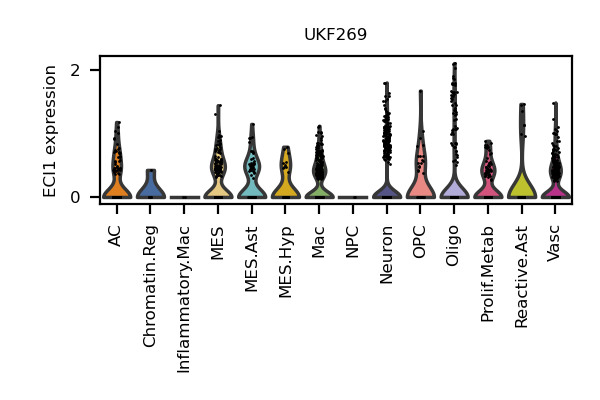 UKF269
ECI1 expression
2
0
AC
Chromatin.Reg
Inflammatory.Mac
MES
MES.Ast
MES.Hyp
Mac
NPC
Neuron
OPC
Oligo
Prolif.Metab
Reactive.Ast
Vasc